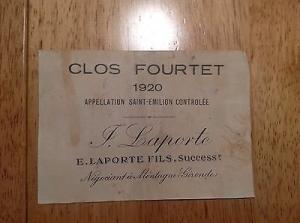 CLOS FOURTET
1920
APPELLATION SAINT-EMILION CONTROLÉE
J. Laporte
E. LAPORTE FILS, Successr
Négociant à Montagne (Gironde)